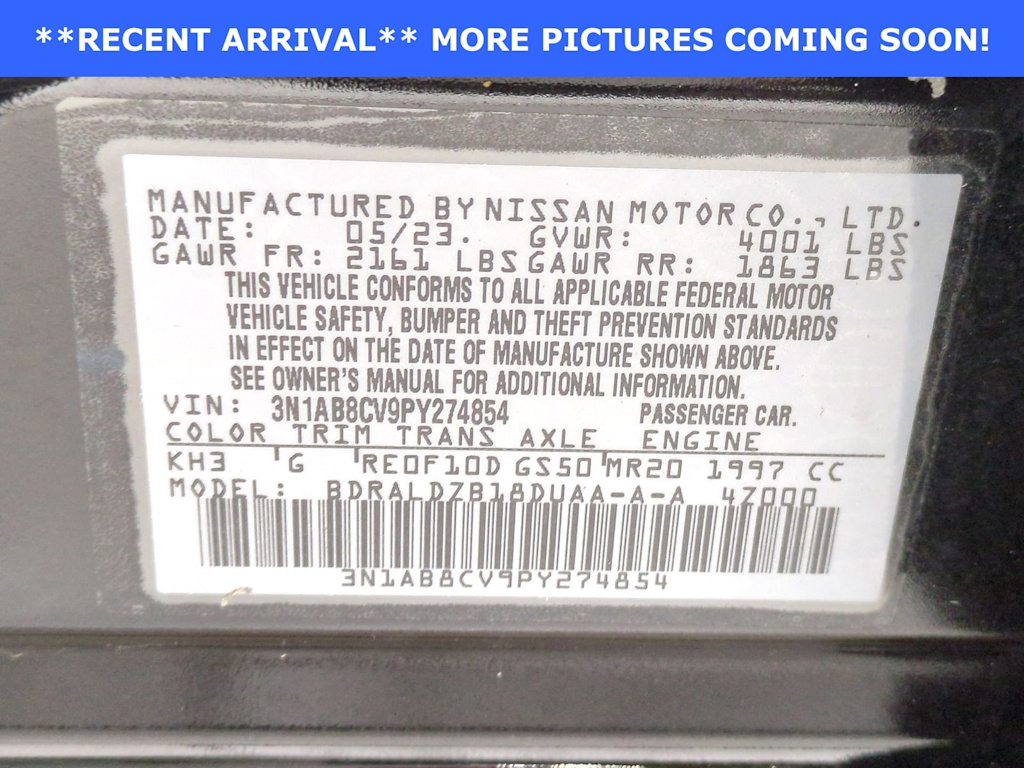 **RECENT ARRIVAL** MORE PICTURES COMING SOON!
MANUFACTURED BY NISSAN MOTOR CO., LTD.
DATE: 05/23. GVWR: 4001 LBS
GAWR FR: 2161 LBS GAWR RR: 1863 LBS
THIS VEHICLE CONFORMS TO ALL APPLICABLE FEDERAL MOTOR
VEHICLE SAFETY, BUMPER AND THEFT PREVENTION STANDARDS
IN EFFECT ON THE DATE OF MANUFACTURE SHOWN ABOVE.
SEE OWNER'S MANUAL FOR ADDITIONAL INFORMATION.
VIN: 3N1AB8CV9PY274854 PASSENGER CAR.
COLOR TRIM TRANS AXLE ENGINE
KH3 G RE0F10D GS50 MR20 1997 CC
MODEL: BDRALDZB18DUAA-A-A 4Z000
3N1AB8CV9PY274854